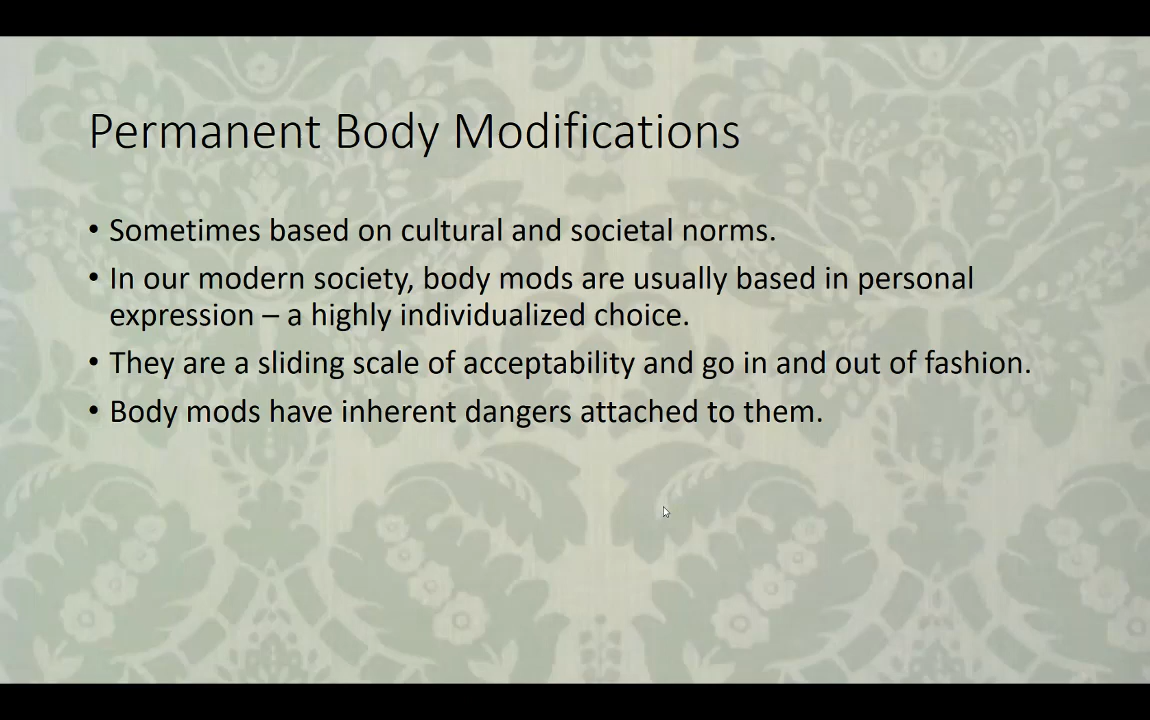 Permanent Body Modifications
• Sometimes based on cultural and societal norms.
• In our modern society, body mods are usually based in personal
expression – a highly individualized choice.
• They are a sliding scale of acceptability and go in and out of fashion.
• Body mods have inherent dangers attached to them.